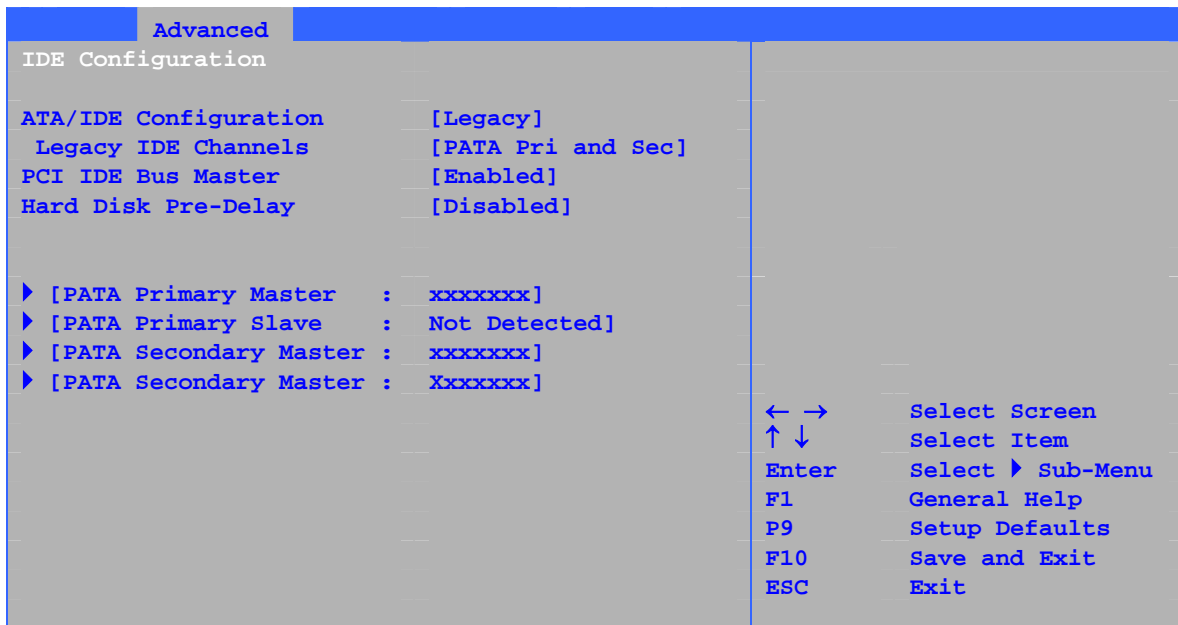 Advanced
IDE Configuration
ATA/IDE Configuration [Legacy]
Legacy IDE Channels [PATA Pri and Sec]
PCI IDE Bus Master [Enabled]
Hard Disk Pre-Delay [Disabled]
[PATA Primary Master : xxxxxxx]
[PATA Primary Slave : Not Detected]
[PATA Secondary Master : xxxxxxx]
[PATA Secondary Master : Xxxxxxx]
← → Select Screen
↑ ↓ Select Item
Enter Select ▶ Sub-Menu
F1 General Help
P9 Setup Defaults
F10 Save and Exit
ESC Exit